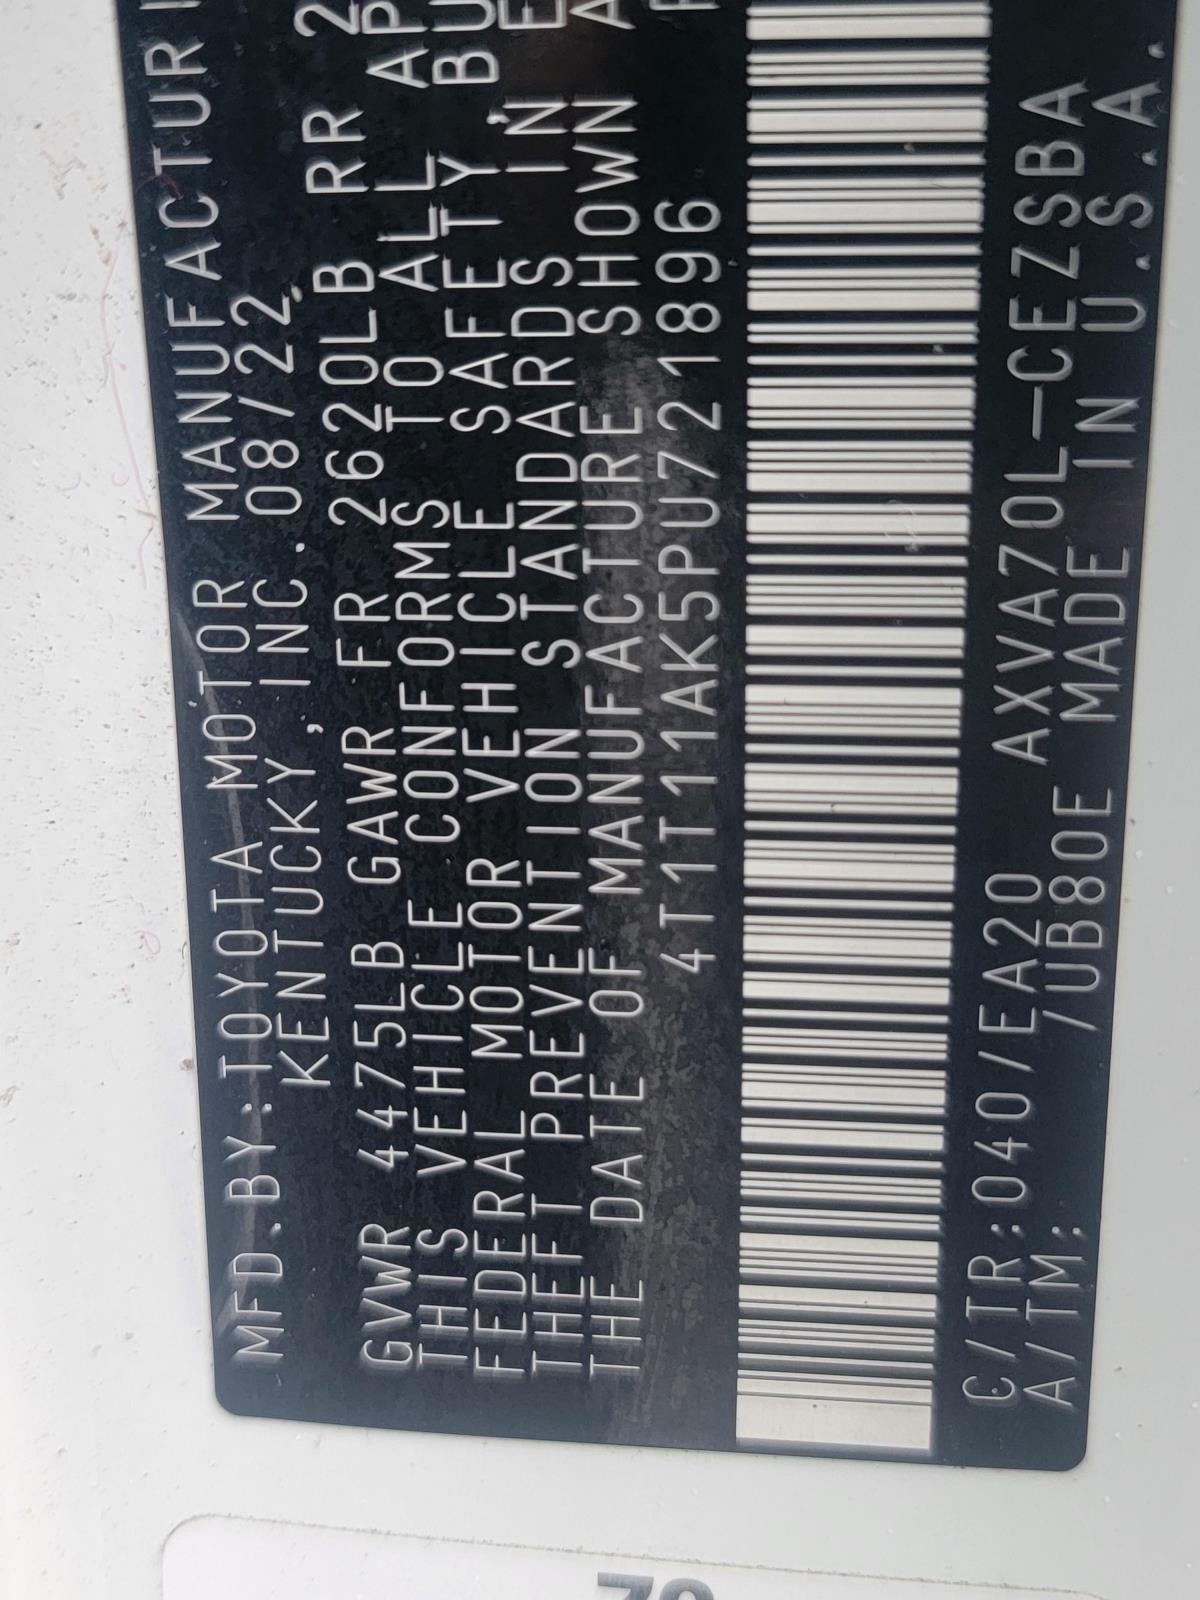 MFD.BY:TOYOTA MOTOR MANUFACTURI
KENTUCKY, INC. 08/22
GVWR 4475LB GAWR FR 2620LB RR 2
THIS VEHICLE CONFORMS TO ALL AP
FEDERAL MOTOR VEHICLE SAFETY, BU
THEFT PREVENTION STANDARDS IN E
THE DATE OF MANUFACTURE SHOWN A
4T1T11AK5PU721896
C/TR:040/EA20 AXVA70L-CEZSBA
A/TM: /UB80E MADE IN U.S.A.